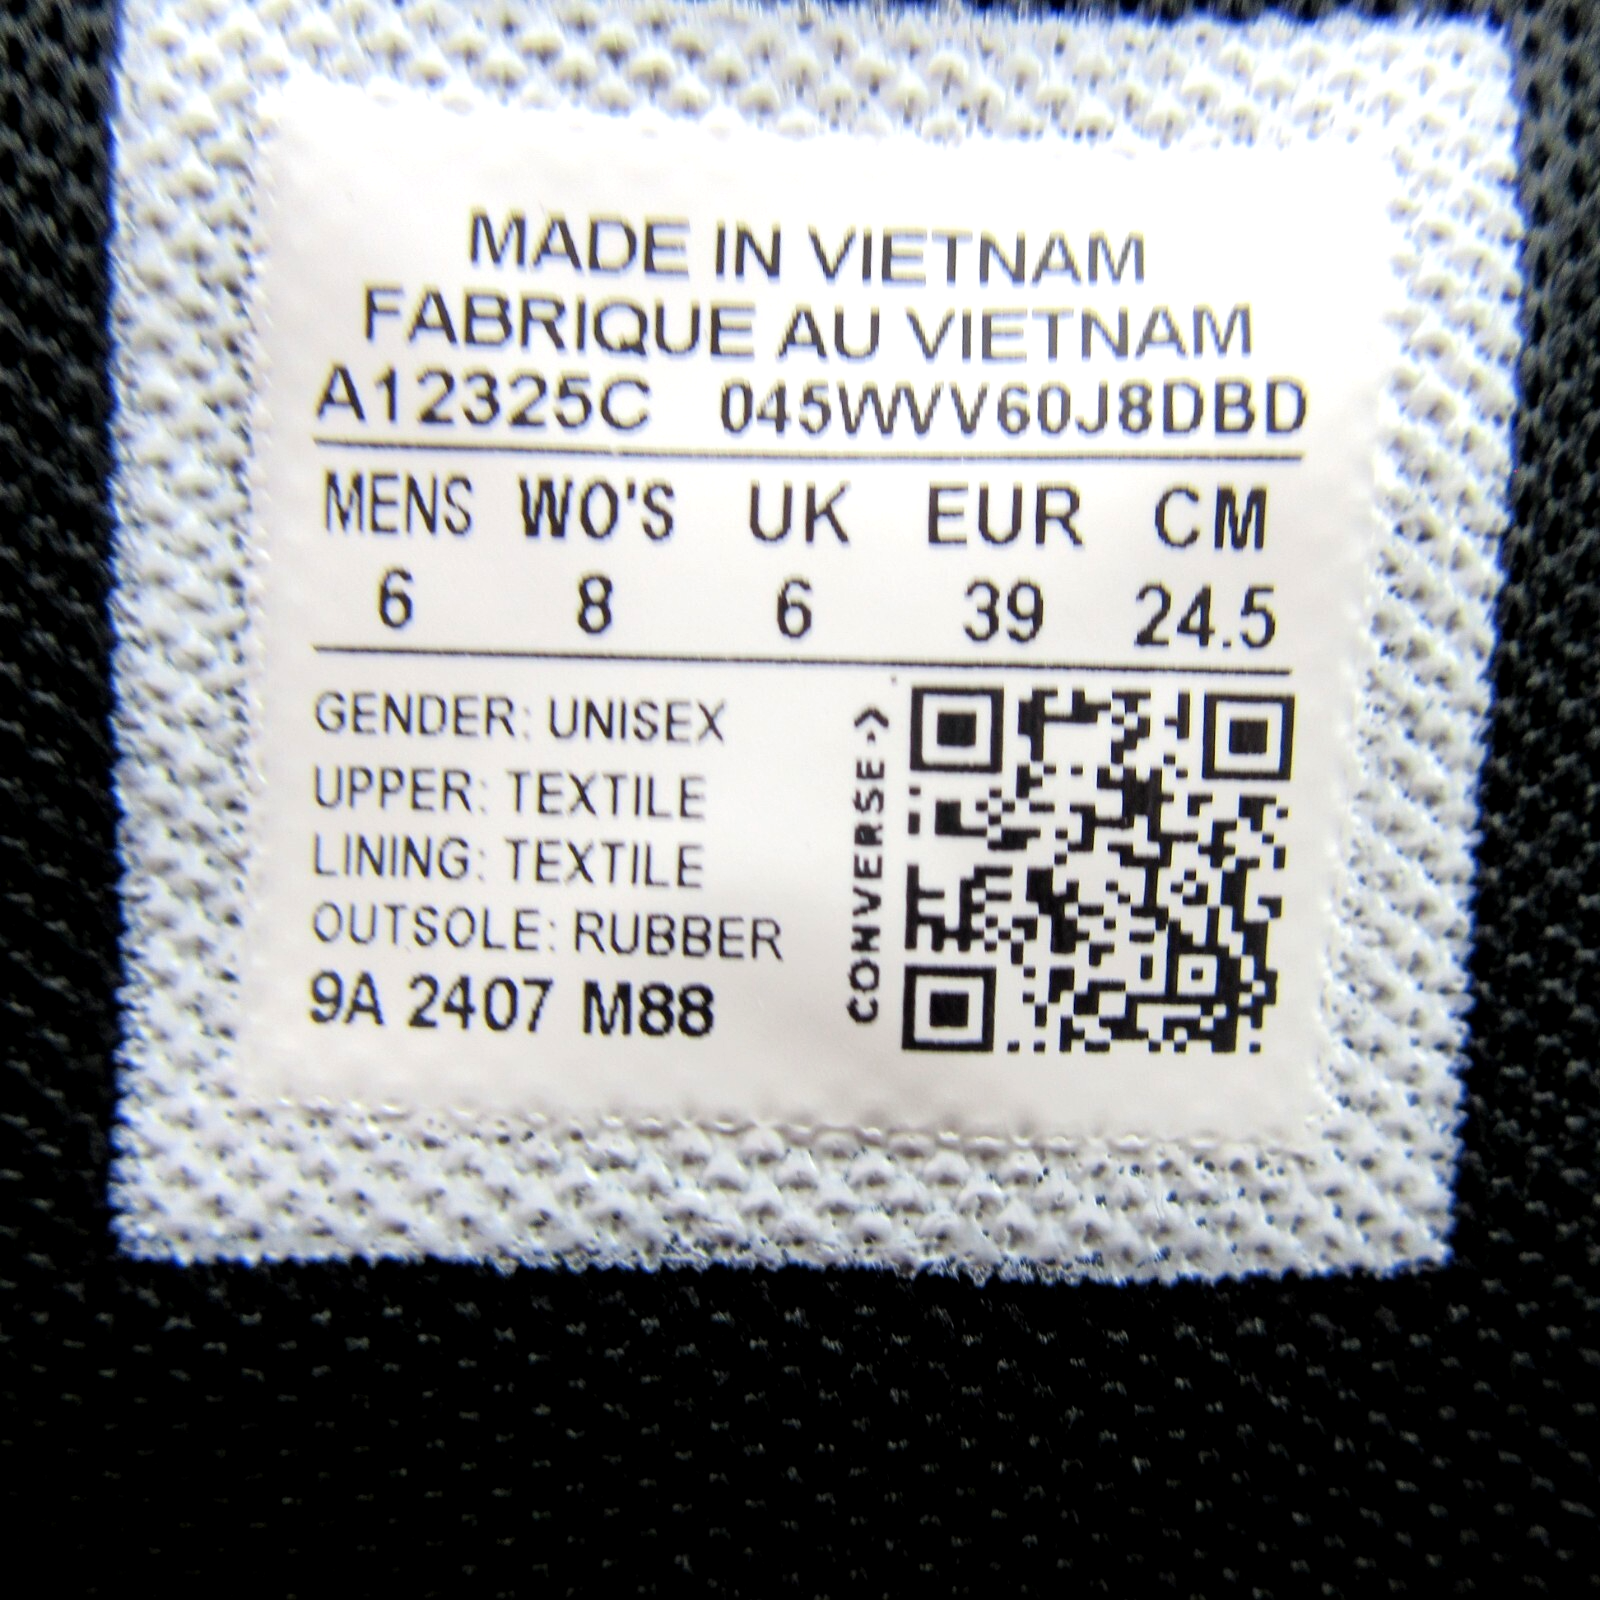 MADE IN VIETNAM
FABRIQUE AU VIETNAM
A12325C 045WVV60J8DBD
MENS WO'S UK EUR CM
6 8 6 39 24.5
GENDER: UNISEX
UPPER: TEXTILE
LINING: TEXTILE
OUTSOLE: RUBBER
9A 2407 M88
CONVERSE